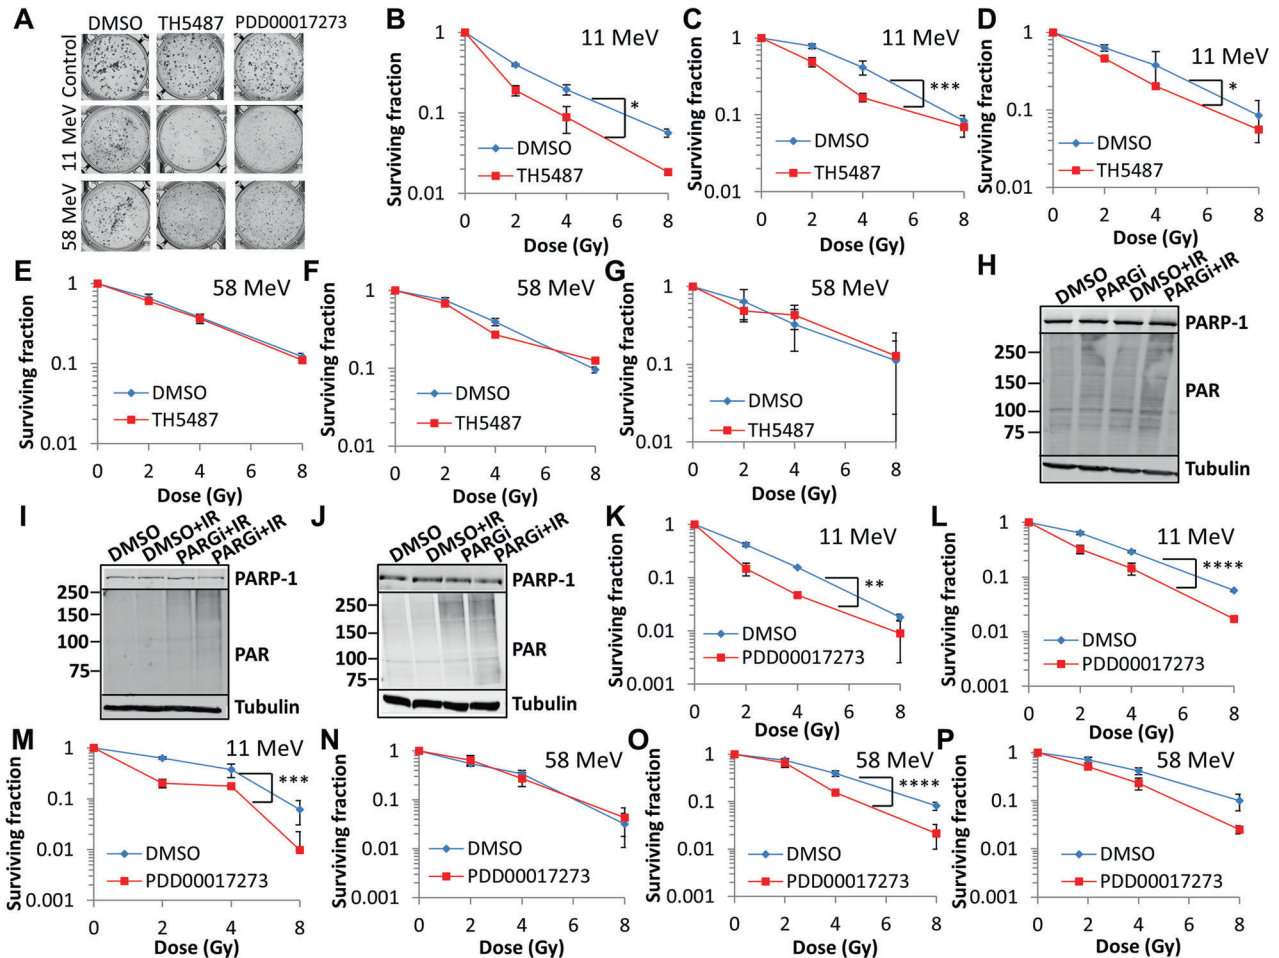 A
DMSO TH5487 PDD00017273
Control
11 MeV
58 MeV
B
11 MeV
Surviving fraction
1
0.1
0.01
*
DMSO
TH5487
0 2 4 6 8
Dose (Gy)
C
11 MeV
Surviving fraction
1
0.1
0.01
***
DMSO
TH5487
0 2 4 6 8
Dose (Gy)
D
11 MeV
Surviving fraction
1
0.1
0.01
*
DMSO
TH5487
0 2 4 6 8
Dose (Gy)
E
58 MeV
Surviving fraction
1
0.1
0.01
DMSO
TH5487
0 2 4 6 8
Dose (Gy)
F
58 MeV
Surviving fraction
1
0.1
0.01
DMSO
TH5487
0 2 4 6 8
Dose (Gy)
G
58 MeV
Surviving fraction
1
0.1
0.01
DMSO
TH5487
0 2 4 6 8
Dose (Gy)
H
DMSO PARGi DMSO+IR PARGi+IR
PARP-1
250
150
100
75
PAR
Tubulin
I
DMSO DMSO+IR PARGi+IR PARGi+IR
PARP-1
250
150
100
75
PAR
Tubulin
J
DMSO DMSO+IR PARGi PARGi+IR
PARP-1
250
150
100
75
PAR
Tubulin
K
11 MeV
Surviving fraction
1
0.1
0.01
0.001
**
DMSO
PDD00017273
0 2 4 6 8
Dose (Gy)
L
11 MeV
Surviving fraction
1
0.1
0.01
0.001
****
DMSO
PDD00017273
0 2 4 6 8
Dose (Gy)
M
11 MeV
Surviving fraction
1
0.1
0.01
0.001
***
DMSO
PDD00017273
0 2 4 6 8
Dose (Gy)
N
58 MeV
Surviving fraction
1
0.1
0.01
0.001
DMSO
PDD00017273
0 2 4 6 8
Dose (Gy)
O
58 MeV
Surviving fraction
1
0.1
0.01
0.001
****
DMSO
PDD00017273
0 2 4 6 8
Dose (Gy)
P
58 MeV
Surviving fraction
1
0.1
0.01
0.001
DMSO
PDD00017273
0 2 4 6 8
Dose (Gy)